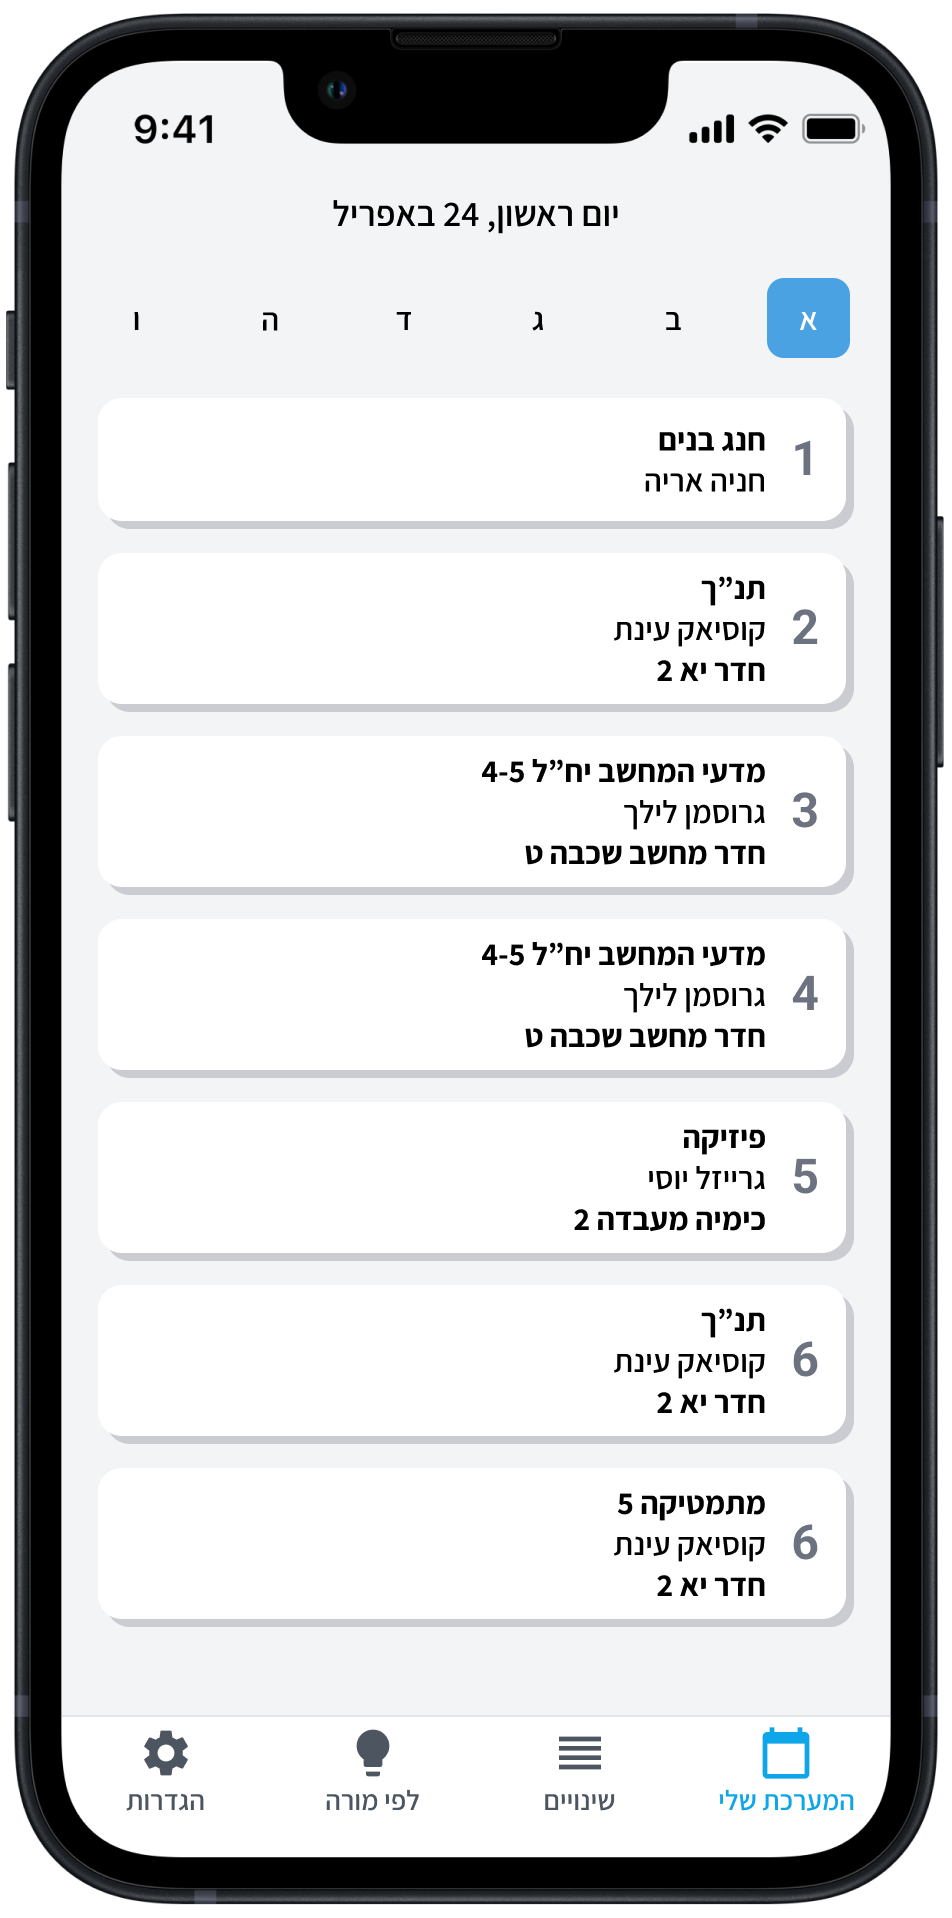 9:41
יום ראשון, 24 באפריל
א ב ג ד ה ו
1
חנג בנים
חניה אריה
2
תנ”ך
קוסיאק עינת
חדר יא 2
3
מדעי המחשב יח”ל 4-5
גרוסמן לילך
חדר מחשב שכבה ט
4
מדעי המחשב יח”ל 4-5
גרוסמן לילך
חדר מחשב שכבה ט
5
פיזיקה
גרייזל יוסי
כימיה מעבדה 2
6
תנ”ך
קוסיאק עינת
חדר יא 2
6
מתמטיקה 5
קוסיאק עינת
חדר יא 2
המערכת שלי שינויים לפי מורה הגדרות